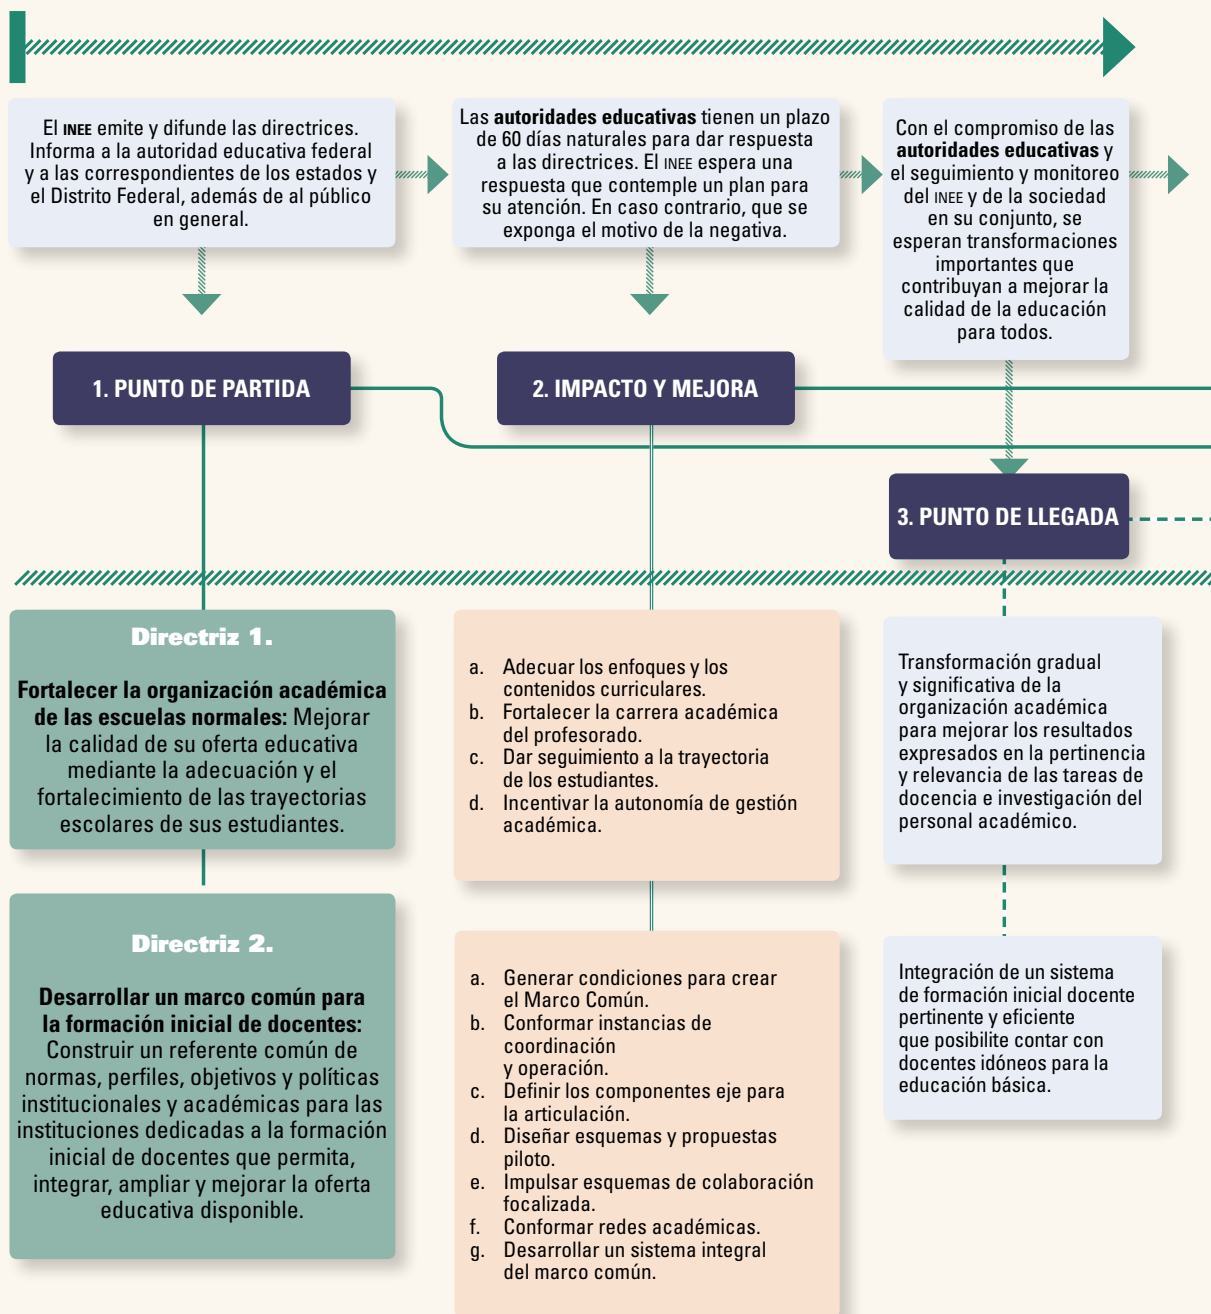 El INEE emite y difunde las directrices.
Informa a la autoridad educativa federal
y a las correspondientes de los estados y
el Distrito Federal, además de al público
en general.
Las autoridades educativas tienen un plazo
de 60 días naturales para dar respuesta
a las directrices. El INEE espera una
respuesta que contemple un plan para
su atención. En caso contrario, que se
exponga el motivo de la negativa.
Con el compromiso de las
autoridades educativas y
el seguimiento y monitoreo
del INEE y de la sociedad
en su conjunto, se
esperan transformaciones
importantes que
contribuyan a mejorar la
calidad de la educación
para todos.
1. PUNTO DE PARTIDA
2. IMPACTO Y MEJORA
3. PUNTO DE LLEGADA
Directriz 1.
Fortalecer la organización académica
de las escuelas normales: Mejorar
la calidad de su oferta educativa
mediante la adecuación y el
fortalecimiento de las trayectorias
escolares de sus estudiantes.
a. Adecuar los enfoques y los
contenidos curriculares.
b. Fortalecer la carrera académica
del profesorado.
c. Dar seguimiento a la trayectoria
de los estudiantes.
d. Incentivar la autonomía de gestión
académica.
Transformación gradual
y significativa de la
organización académica
para mejorar los resultados
expresados en la pertinencia
y relevancia de las tareas de
docencia e investigación del
personal académico.
Directriz 2.
Desarrollar un marco común para
la formación inicial de docentes:
Construir un referente común de
normas, perfiles, objetivos y políticas
institucionales y académicas para las
instituciones dedicadas a la formación
inicial de docentes que permita,
integrar, ampliar y mejorar la oferta
educativa disponible.
a. Generar condiciones para crear
el Marco Común.
b. Conformar instancias de
coordinación
y operación.
c. Definir los componentes eje para
la articulación.
d. Diseñar esquemas y propuestas
piloto.
e. Impulsar esquemas de colaboración
focalizada.
f. Conformar redes académicas.
g. Desarrollar un sistema integral
del marco común.
Integración de un sistema
de formación inicial docente
pertinente y eficiente
que posibilite contar con
docentes idóneos para la
educación básica.